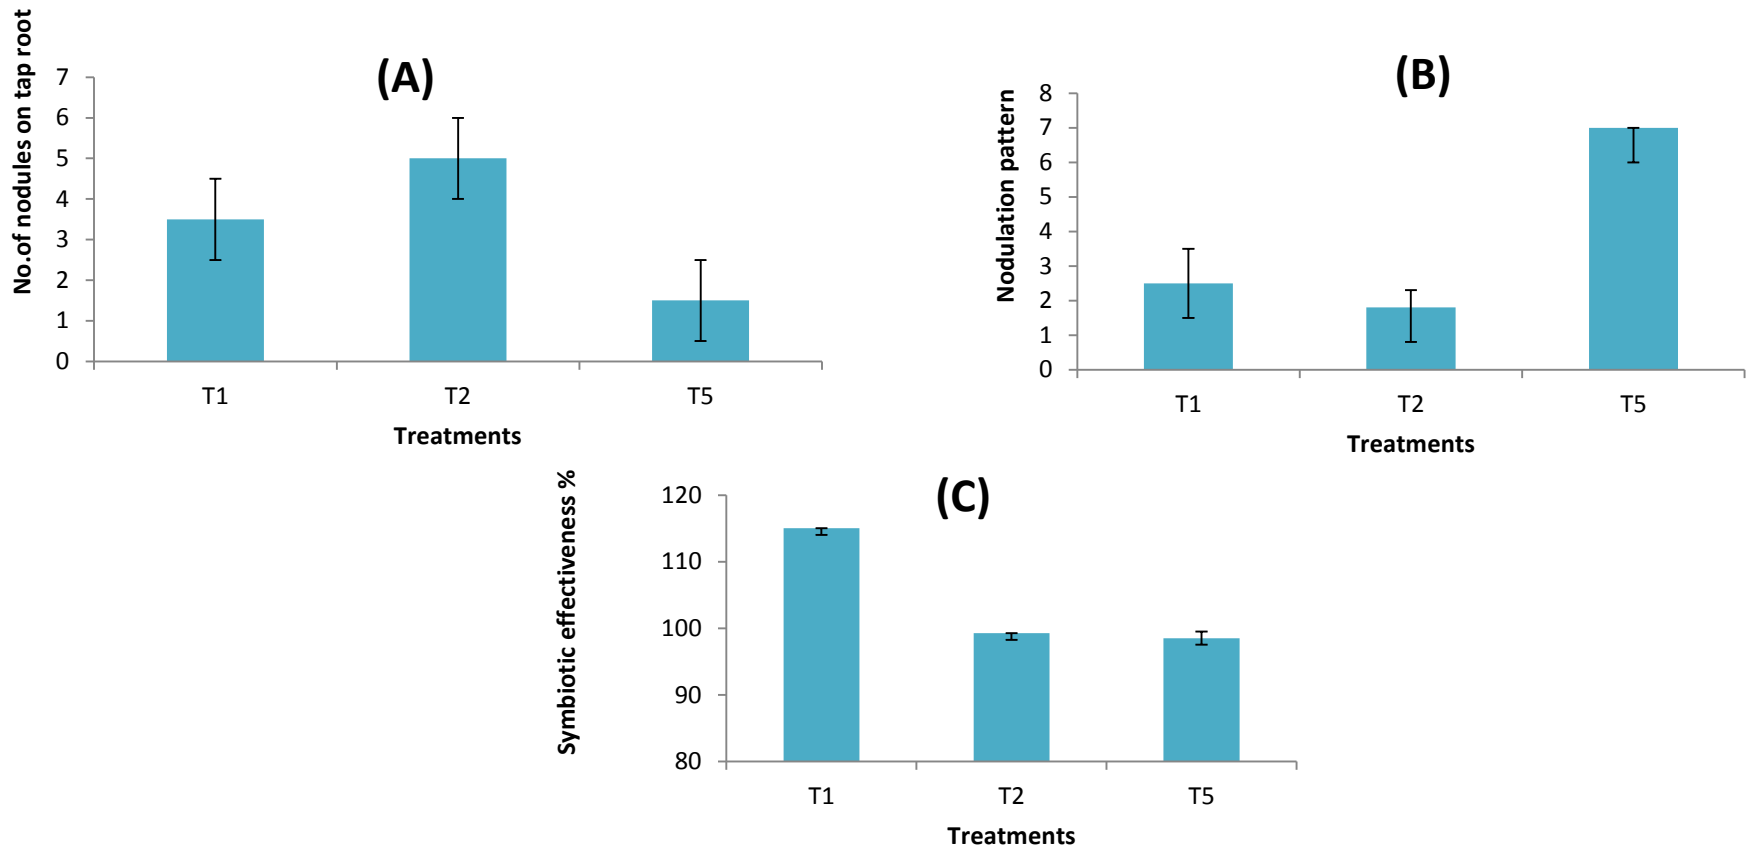 (A)
No.of nodules on tap root
7
6
5
4
3
2
1
0
T1 T2 T5
Treatments
(B)
Nodulation pattern
8
7
6
5
4
3
2
1
0
T1 T2 T5
Treatments
(C)
Symbiotic effectiveness %
120
110
100
90
80
T1 T2 T5
Treatments